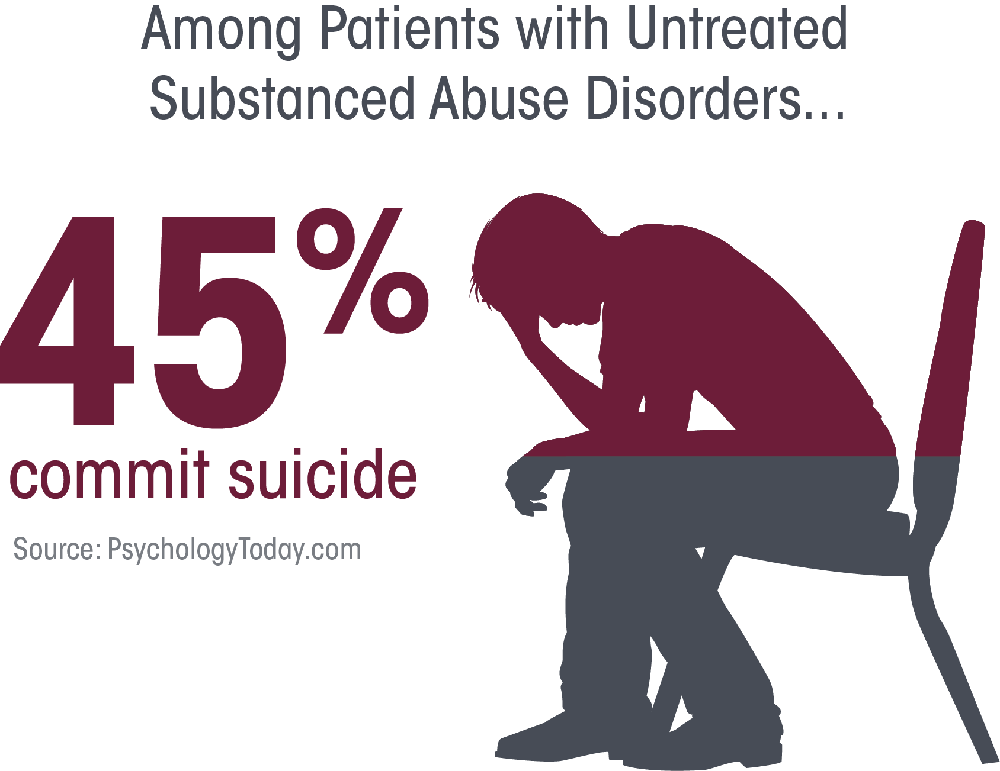 Among Patients with Untreated
Substanced Abuse Disorders...
45%
commit suicide
Source: PsychologyToday.com